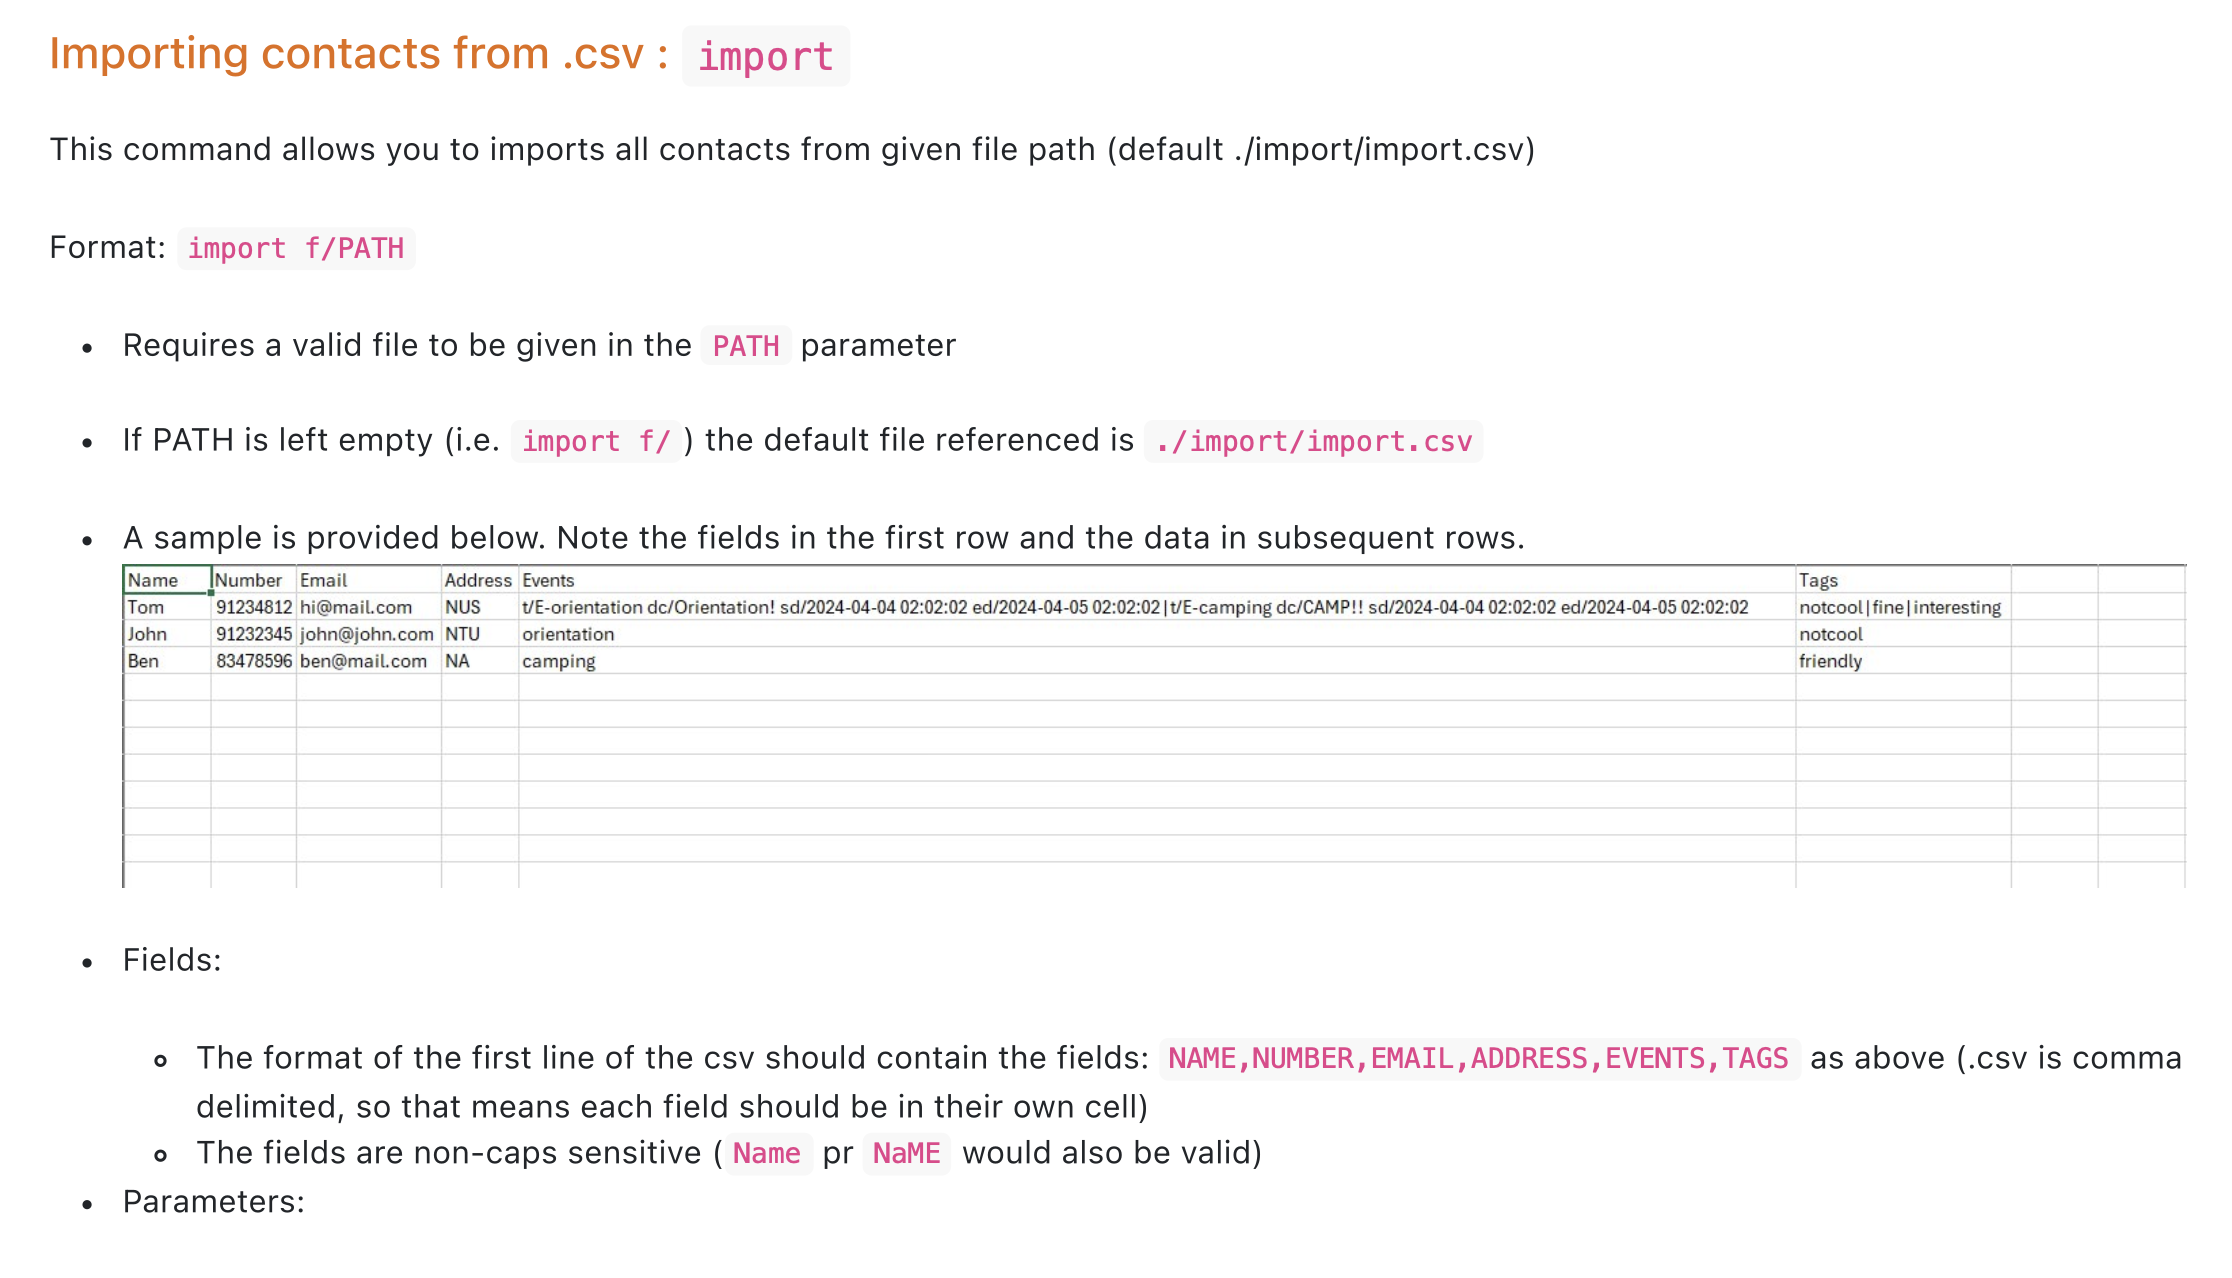 Importing contacts from .csv : import
This command allows you to imports all contacts from given file path (default ./import/import.csv)
Format: import f/PATH
Requires a valid file to be given in the PATH parameter
If PATH is left empty (i.e. import f/ ) the default file referenced is ./import/import.csv
A sample is provided below. Note the fields in the first row and the data in subsequent rows.
Name Number Email Address Events Tags
Tom 91234812 hi@mail.com NUS t/E-orientation dc/Orientation! sd/2024-04-04 02:02:02 ed/2024-04-05 02:02:02|t/E-camping dc/CAMP!! sd/2024-04-04 02:02:02 ed/2024-04-05 02:02:02 notcool|fine|interesting
John 91232345 john@john.com NTU orientation notcool
Ben 83478596 ben@mail.com NA camping friendly
Fields:
The format of the first line of the csv should contain the fields: NAME,NUMBER,EMAIL,ADDRESS,EVENTS,TAGS as above (.csv is comma
delimited, so that means each field should be in their own cell)
The fields are non-caps sensitive ( Name pr NaME would also be valid)
Parameters: